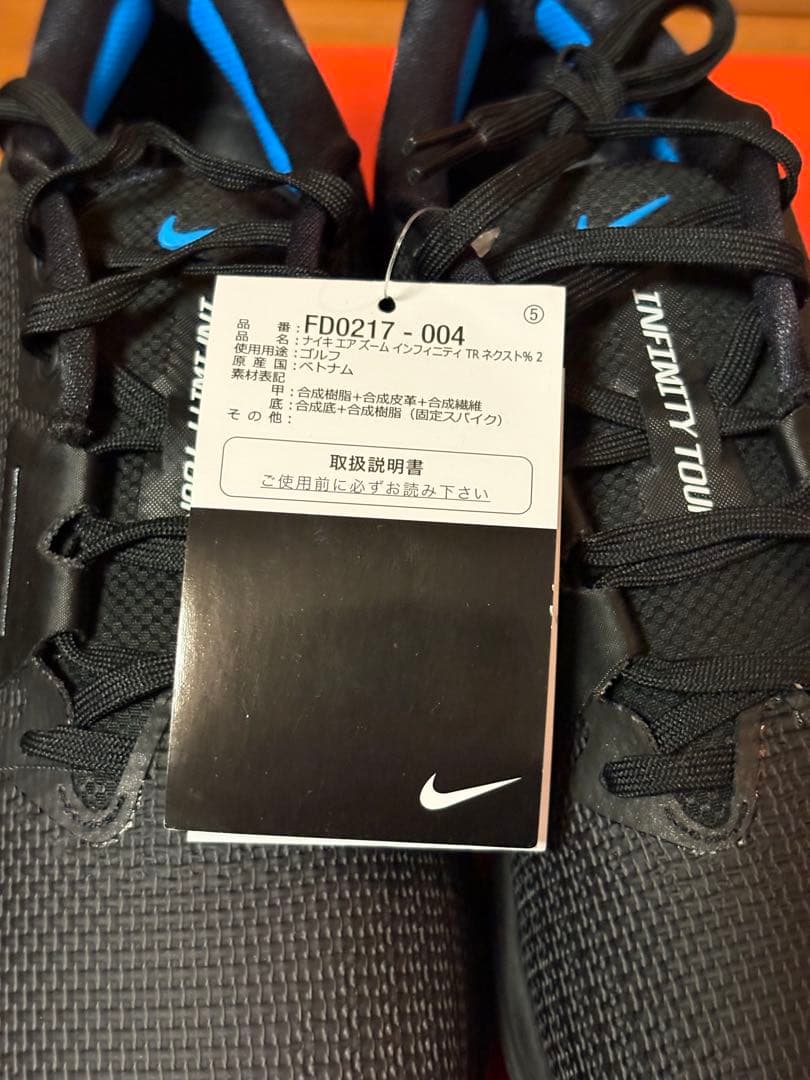 ⑤
品 番：FD0217 - 004
品 名：ナイキ エア ズーム インフィニティ TR ネクスト% 2
使用用途：ゴルフ
原 産 国：ベトナム
素材表記
甲：合成樹脂+合成皮革+合成繊維
底：合成底+合成樹脂（固定スパイク）
そ の 他：
取扱説明書
ご使用前に必ずお読み下さい
INFINITY TOUR